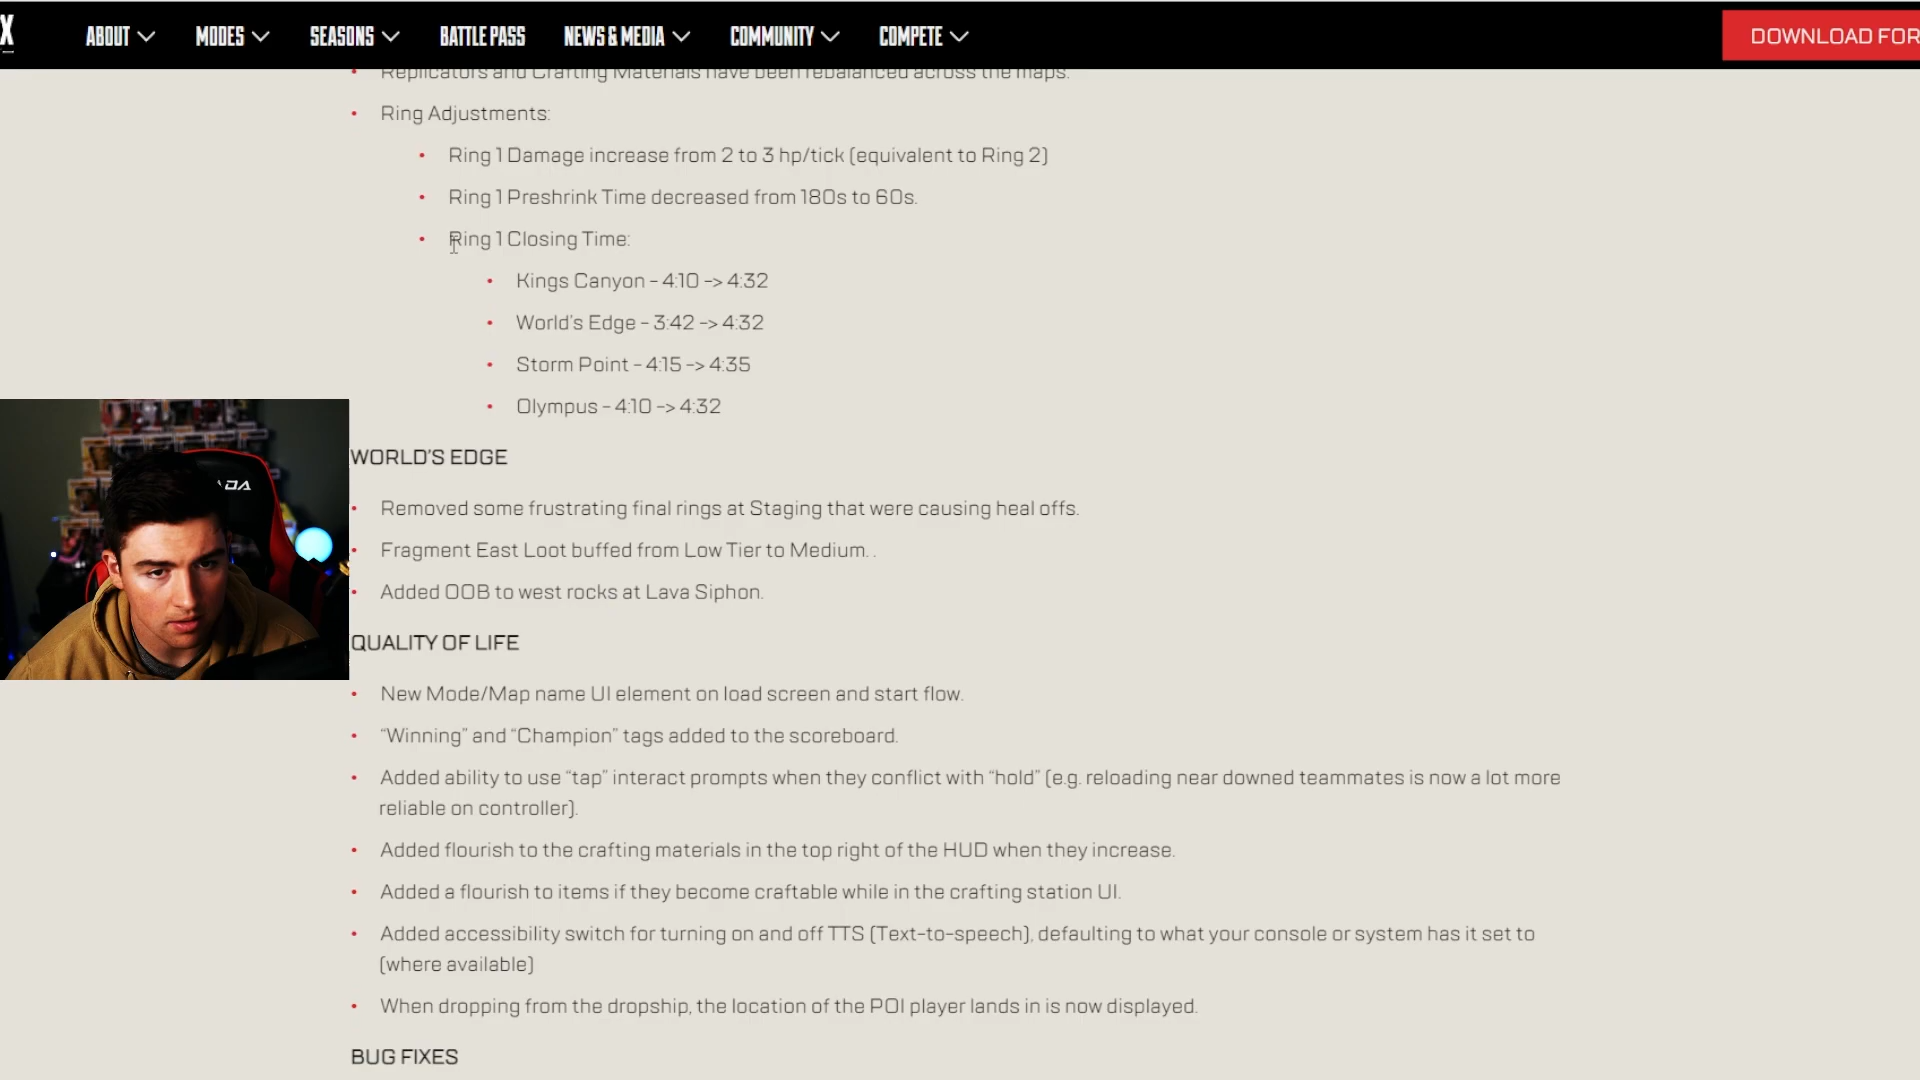 X ABOUT MODES SEASONS BATTLE PASS NEWS & MEDIA COMMUNITY COMPETE DOWNLOAD FOR
• Replicators and Crafting Materials have been rebalanced across the maps.
• Ring Adjustments:
• Ring 1 Damage increase from 2 to 3 hp/tick (equivalent to Ring 2)
• Ring 1 Preshrink Time decreased from 180s to 60s.
• Ring 1 Closing Time:
• Kings Canyon – 4:10 –> 4:32
• World's Edge – 3:42 –> 4:32
• Storm Point – 4:15 –> 4:35
• Olympus – 4:10 –> 4:32
WORLD'S EDGE
• Removed some frustrating final rings at Staging that were causing heal offs.
• Fragment East Loot buffed from Low Tier to Medium. .
• Added OOB to west rocks at Lava Siphon.
QUALITY OF LIFE
• New Mode/Map name UI element on load screen and start flow.
• “Winning” and “Champion” tags added to the scoreboard.
• Added ability to use “tap” interact prompts when they conflict with “hold” (e.g. reloading near downed teammates is now a lot more
reliable on controller).
• Added flourish to the crafting materials in the top right of the HUD when they increase.
• Added a flourish to items if they become craftable while in the crafting station UI.
• Added accessibility switch for turning on and off TTS (Text-to-speech), defaulting to what your console or system has it set to
(where available)
• When dropping from the dropship, the location of the POI player lands in is now displayed.
BUG FIXES